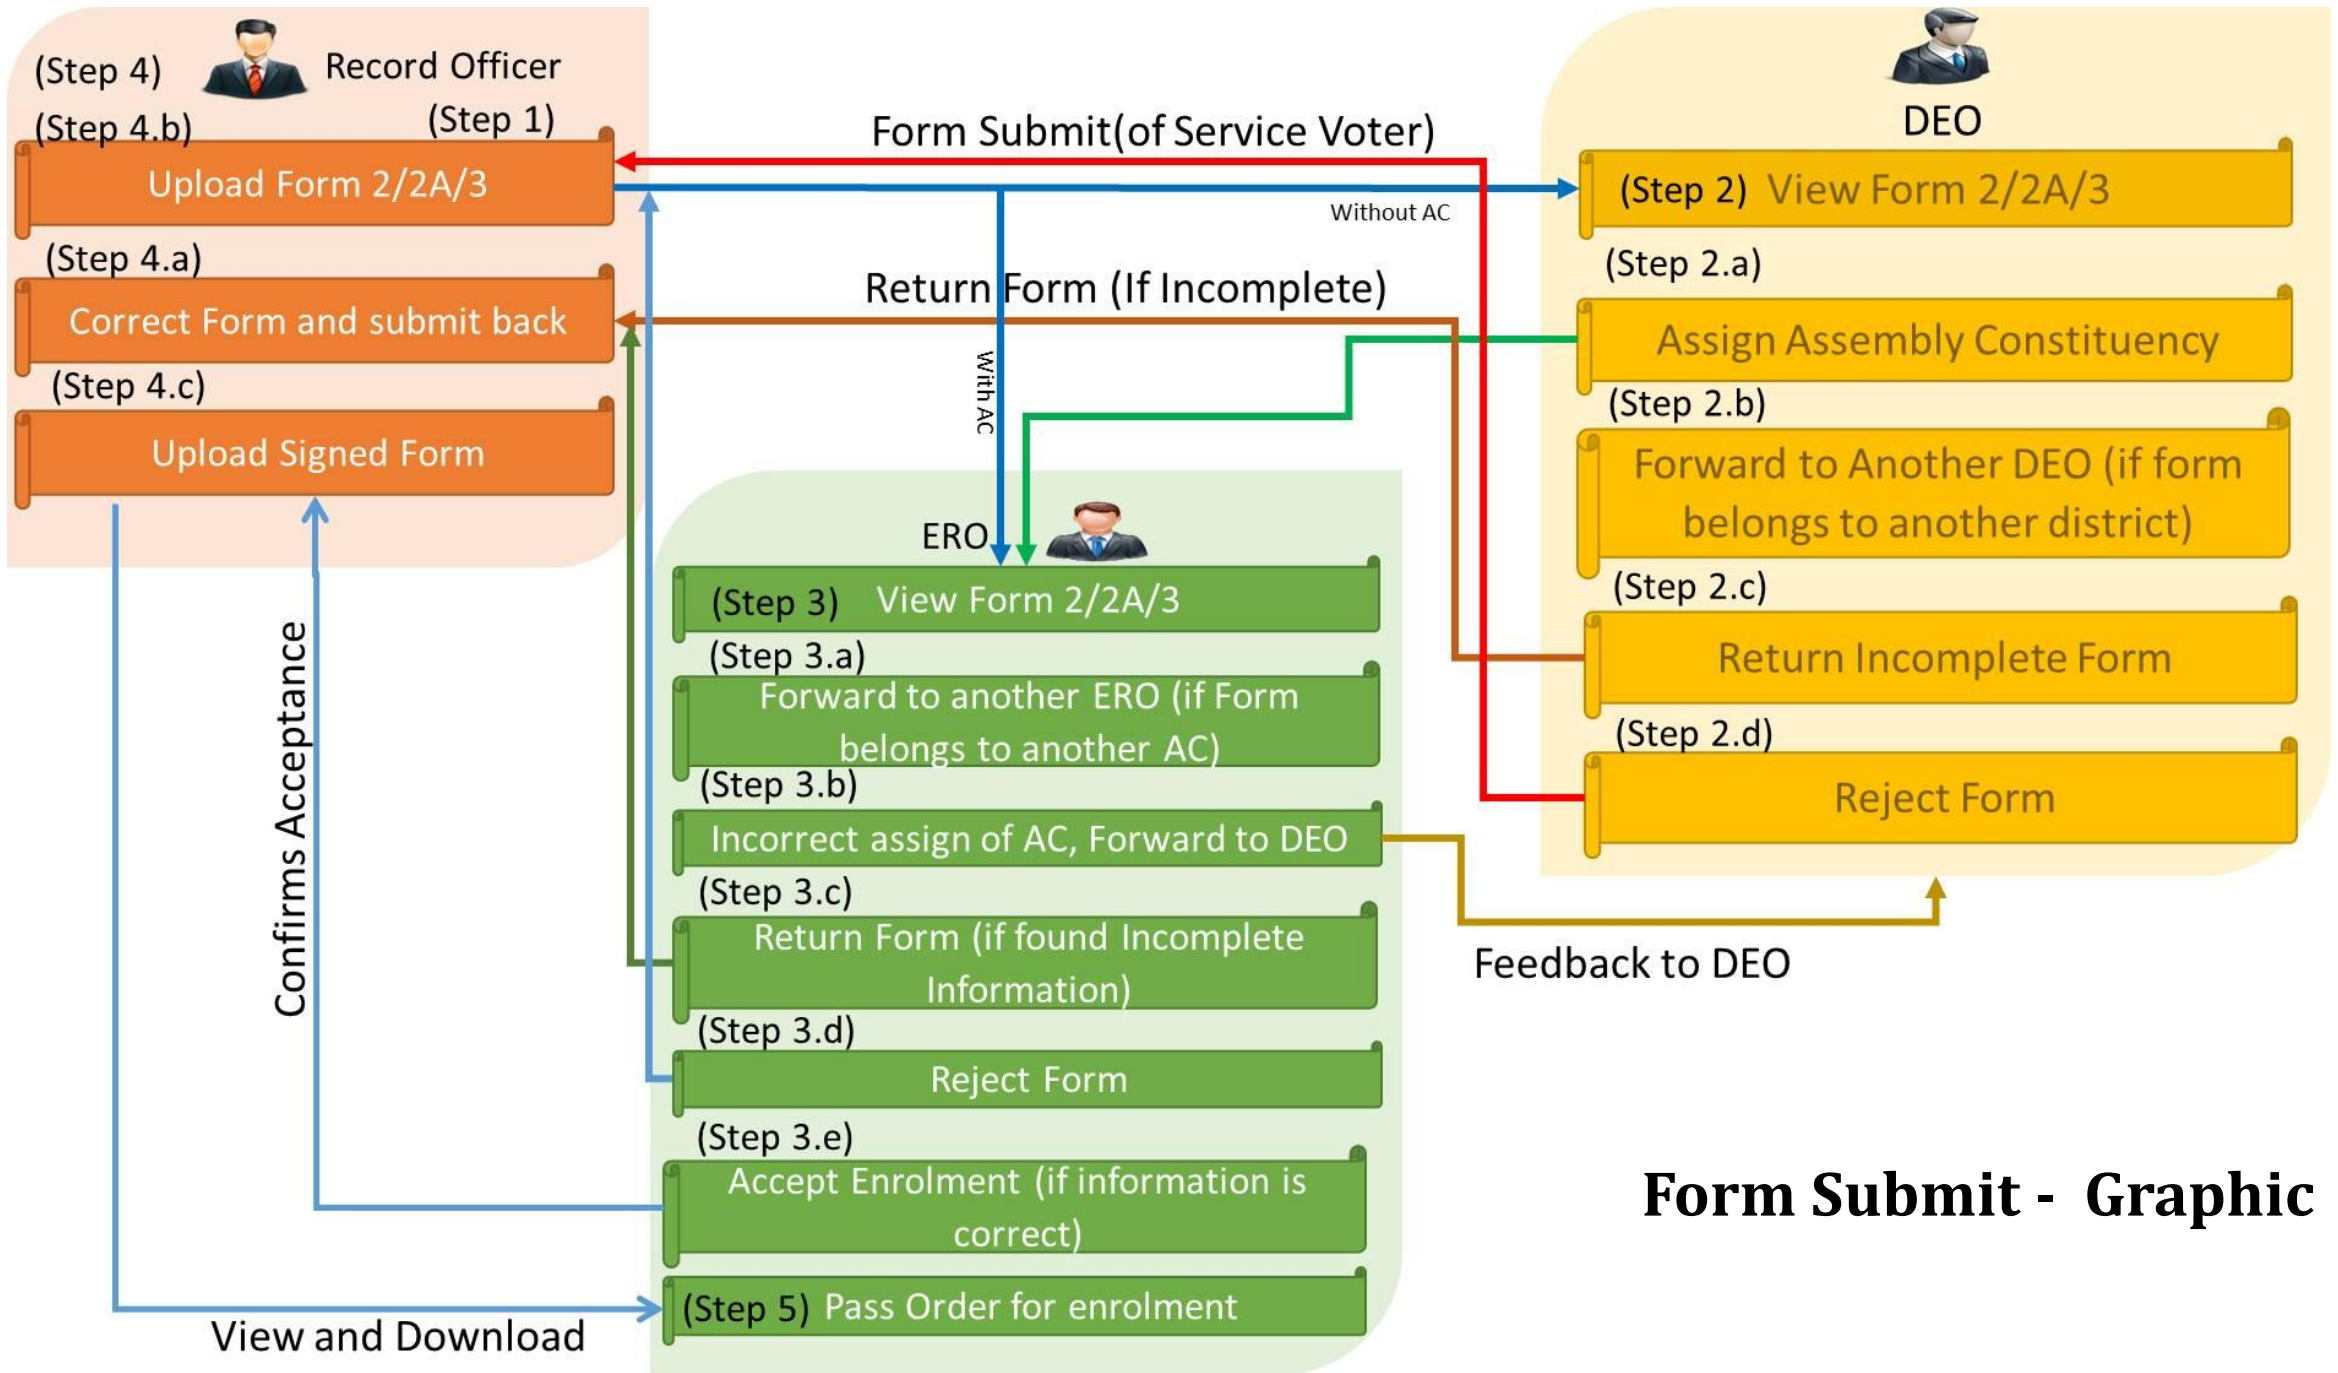 (Step 4)
Record Officer
(Step 4.b)
(Step 1)
Upload Form 2/2A/3
(Step 4.a)
Correct Form and submit back
(Step 4.c)
Upload Signed Form
Form Submit(of Service Voter)
Without AC
Return Form (If Incomplete)
With AC
DEO
(Step 2) View Form 2/2A/3
(Step 2.a)
Assign Assembly Constituency
(Step 2.b)
Forward to Another DEO (if form
belongs to another district)
(Step 2.c)
Return Incomplete Form
(Step 2.d)
Reject Form
ERO
(Step 3) View Form 2/2A/3
(Step 3.a)
Forward to another ERO (if Form
belongs to another AC)
(Step 3.b)
Incorrect assign of AC, Forward to DEO
(Step 3.c)
Return Form (if found Incomplete
Information)
(Step 3.d)
Reject Form
(Step 3.e)
Accept Enrolment (if information is
correct)
(Step 5) Pass Order for enrolment
Confirms Acceptance
View and Download
Feedback to DEO
Form Submit - Graphic